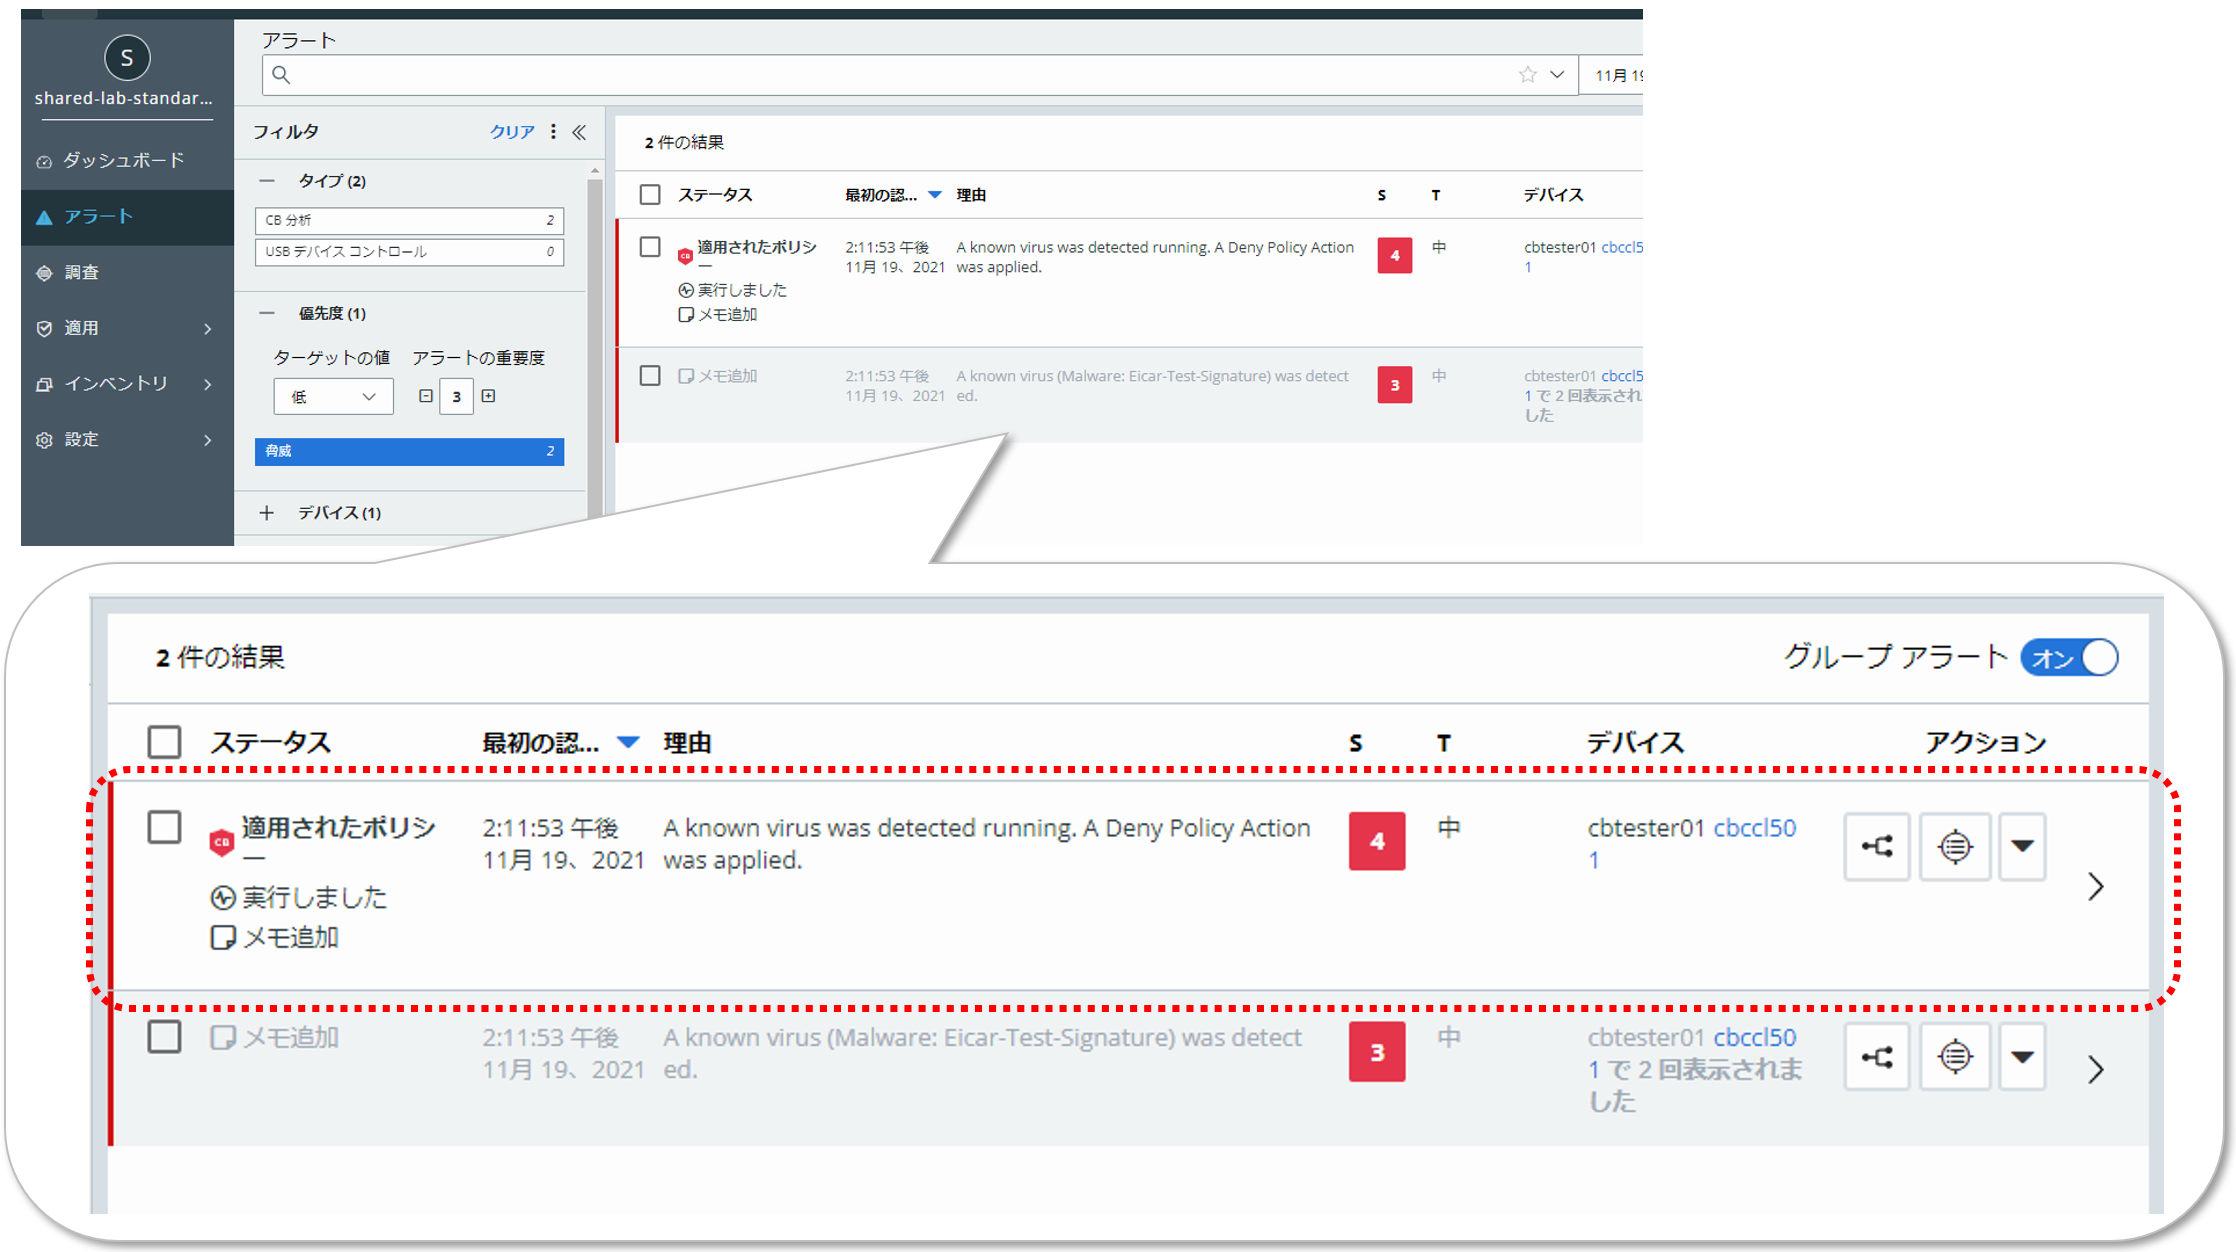 S
shared-lab-standar...
ダッシュボード
アラート
調査
適用
インベントリ
設定
アラート
11月 19
フィルタ クリア
タイプ (2)
CB 分析 2
USB デバイス コントロール 0
優先度 (1)
ターゲットの値 アラートの重要度
低 3
脅威 2
デバイス (1)
2 件の結果
ステータス 最初の認... 理由 S T デバイス
適用されたポリシ
ー
実行しました
メモ追加
2:11:53 午後
11月 19、2021
A known virus was detected running. A Deny Policy Action
was applied.
4 中
cbtester01 cbccl5
1
メモ追加
2:11:53 午後
11月 19、2021
A known virus (Malware: Eicar-Test-Signature) was detect
ed.
3 中
cbtester01 cbccl5
1 で 2 回表示され
した
2 件の結果 グループ アラート オン
ステータス 最初の認... 理由 S T デバイス アクション
CB
適用されたポリシ
ー
実行しました
メモ追加
2:11:53 午後
11月 19、2021
A known virus was detected running. A Deny Policy Action
was applied.
4 中
cbtester01 cbccl50
1
メモ追加
2:11:53 午後
11月 19、2021
A known virus (Malware: Eicar-Test-Signature) was detect
ed.
3 中
cbtester01 cbccl50
1 で 2 回表示されま
した